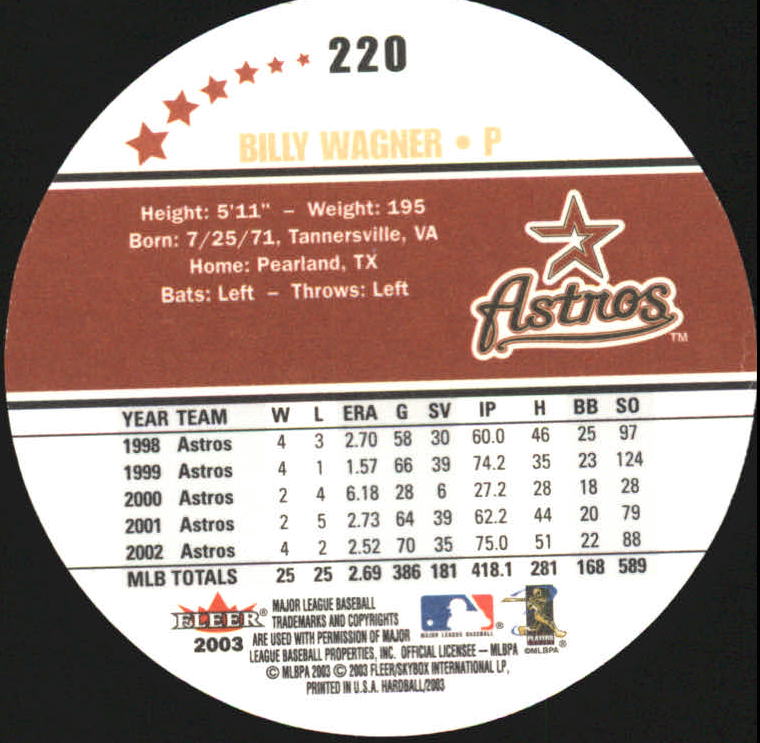 220
BILLY WAGNER • P
Height: 5'11" – Weight: 195
Born: 7/25/71, Tannersville, VA
Home: Pearland, TX
Bats: Left – Throws: Left
Astros TM
YEAR TEAM W L ERA G SV IP H BB SO
1998 Astros 4 3 2.70 58 30 60.0 46 25 97
1999 Astros 4 1 1.57 66 39 74.2 35 23 124
2000 Astros 2 4 6.18 28 6 27.2 28 18 28
2001 Astros 2 5 2.73 64 39 62.2 44 20 79
2002 Astros 4 2 2.52 70 35 75.0 51 22 88
MLB TOTALS 25 25 2.69 386 181 418.1 281 168 589
FLEER®
2003
MAJOR LEAGUE BASEBALL
TRADEMARKS AND COPYRIGHTS
ARE USED WITH PERMISSION OF MAJOR
LEAGUE BASEBALL PROPERTIES, INC. OFFICIAL LICENSEE – MLBPA
© MLBPA 2003 © 2003 FLEER/SKYBOX INTERNATIONAL LP,
PRINTED IN U.S.A. HARDBALL/2003
MAJOR LEAGUE BASEBALL ®
PLAYERS
©MLBPA ®